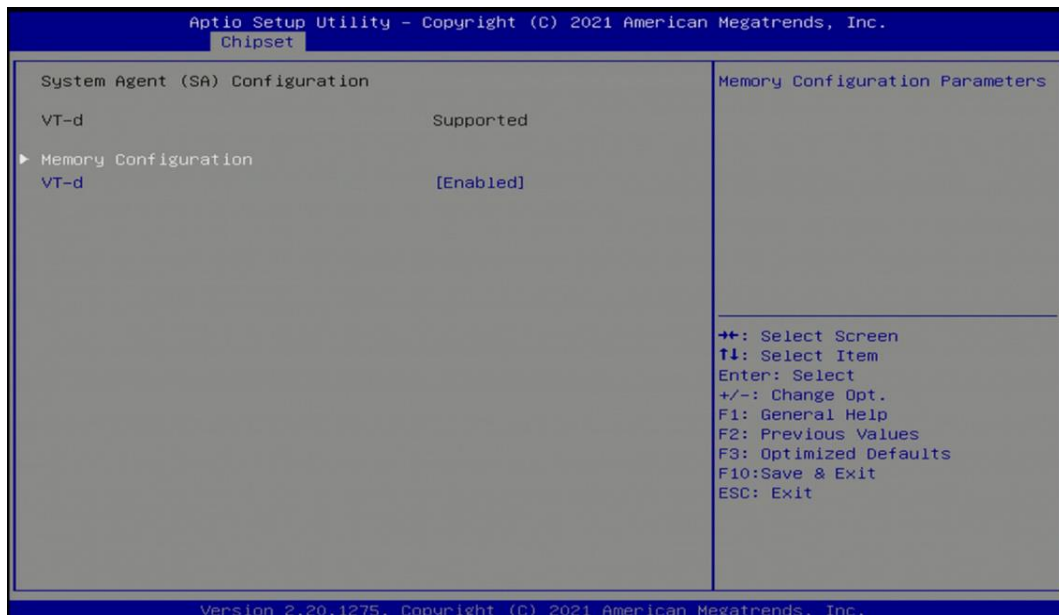 Aptio Setup Utility – Copyright (C) 2021 American Megatrends, Inc.
Chipset
System Agent (SA) Configuration
VT-d Supported
► Memory Configuration
VT-d [Enabled]
Memory Configuration Parameters
→←: Select Screen
↑↓: Select Item
Enter: Select
+/-: Change Opt.
F1: General Help
F2: Previous Values
F3: Optimized Defaults
F10:Save & Exit
ESC: Exit
Version 2.20.1275. Copyright (C) 2021 American Megatrends, Inc.